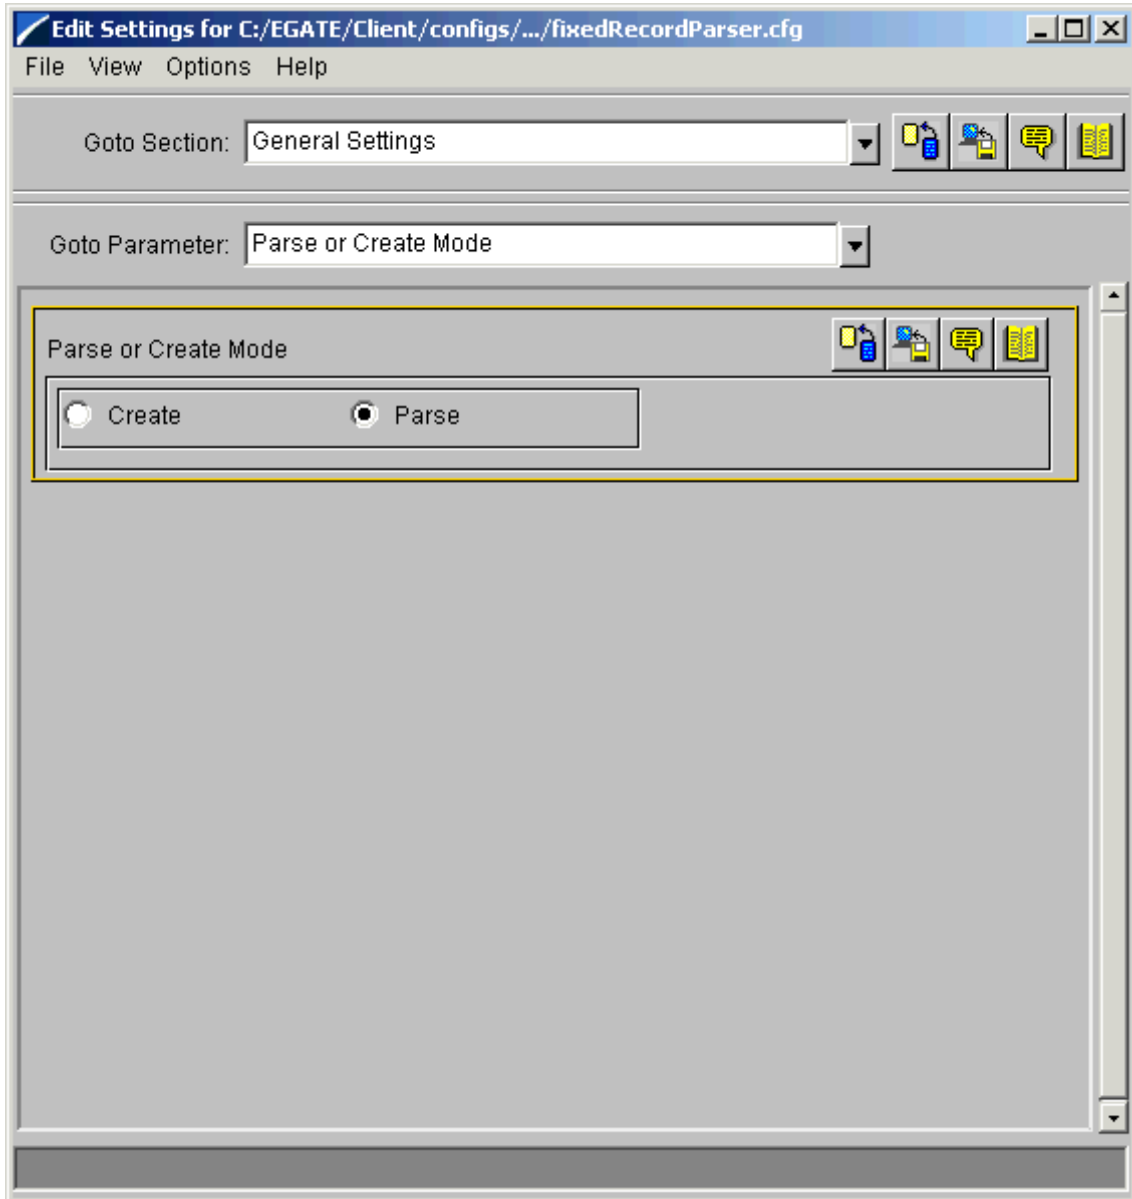 Edit Settings for C:/EGATE/Client/configs/.../fixedRecordParser.cfg
File View Options Help
Goto Section: General Settings
Goto Parameter: Parse or Create Mode
Parse or Create Mode
Create Parse